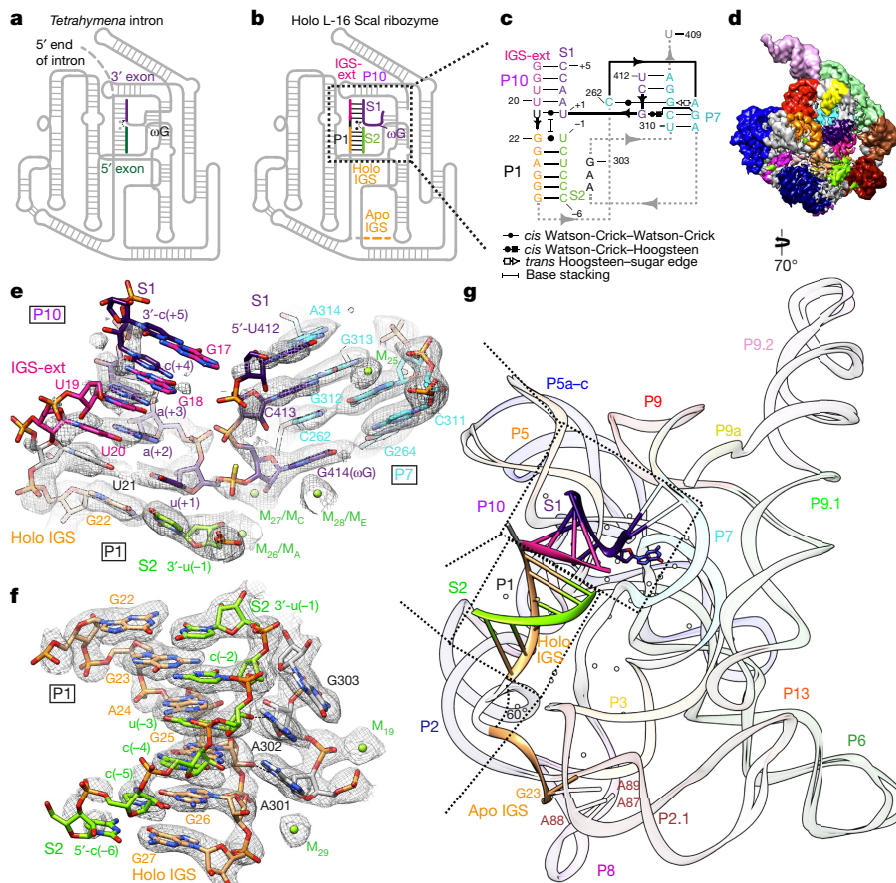 a
Tetrahymena intron
5′ end
of intron
3′ exon
ωG
5′ exon
b
Holo L-16 ScaI ribozyme
IGS-
ext
P10
S1
P1
S2
ωG
Holo
IGS
Apo
IGS
c
IGS-ext
S1
P10
G C +5
G C
U A
U A
20 U U +1
22 G U −1
G C
A U
G C
G C
G C −6
P1
S2
262 C
412 U
C
G
310
U 409
A
G
G
C
U
A
G
A
P7
G 303
A
A
cis Watson-Crick–Watson-Crick
cis Watson-Crick–Hoogsteen
trans Hoogsteen–sugar edge
Base stacking
d
70°
e
P10
S1
3′-c(+5)
G17
c(+4)
IGS-ext
U19
G18
a(+3)
U20
a(+2)
U21
u(+1)
Holo IGS
G22
P1
S2 3′-u(−1)
S1
5′-U412
A314
G313
M25
G312
C413
C262
C311
G264
G414(ωG)
P7
M27/MC
M28/ME
M26/MA
f
G22
S2 3′-u(−1)
P1
c(−2)
G23
G303
A24
u(−3)
G25
A302
M19
c(−4)
c(−5)
A301
G26
S2
5′-c(−6)
M29
G27
Holo IGS
g
P9.2
P5a–c
P9
P5
P9a
P10
S1
P9.1
P7
P1
S2
Holo
IGS
60°
P2
P3
P13
P6
Apo IGS
G23
A89
A87
A88
P2.1
P8